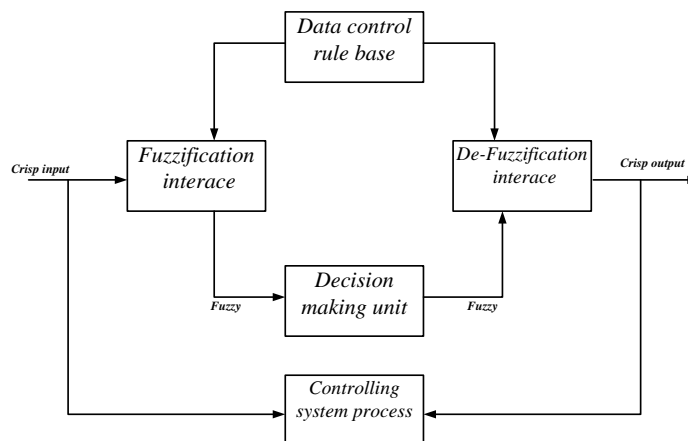 Data control
rule base
Fuzzification
interace
De-Fuzzification
interace
Crisp input
Crisp output
Decision
making unit
Fuzzy
Fuzzy
Controlling
system process